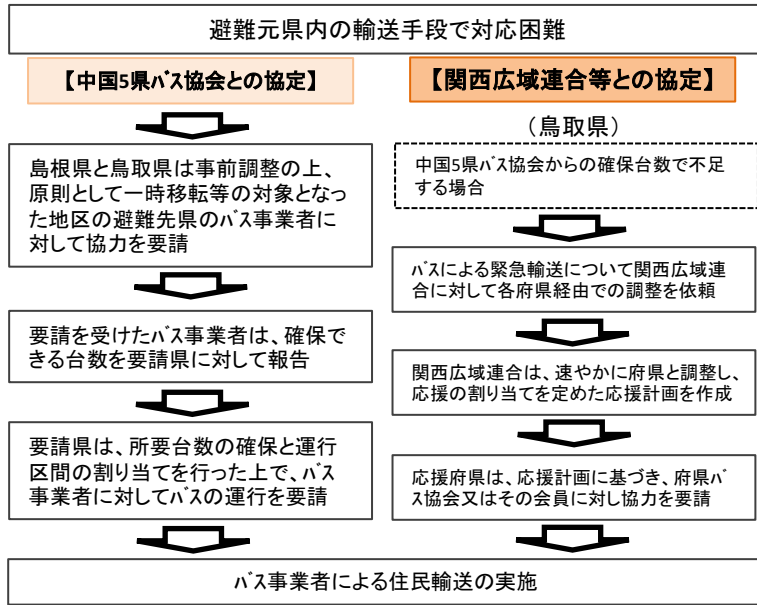 避難元県内の輸送手段で対応困難
【中国5県ﾊﾞｽ協会との協定】
島根県と鳥取県は事前調整の上、
原則として一時移転等の対象となっ
た地区の避難先県のﾊﾞｽ事業者に
対して協力を要請
要請を受けたﾊﾞｽ事業者は、確保で
きる台数を要請県に対して報告
要請県は、所要台数の確保と運行
区間の割り当てを行った上で、ﾊﾞｽ
事業者に対してﾊﾞｽの運行を要請
【関西広域連合等との協定】
（鳥取県）
中国5県ﾊﾞｽ協会からの確保台数で不足
する場合
ﾊﾞｽによる緊急輸送について関西広域連
合に対して各府県経由での調整を依頼
関西広域連合は、速やかに府県と調整し、
応援の割り当てを定めた応援計画を作成
応援府県は、応援計画に基づき、府県ﾊﾞ
ｽ協会又はその会員に対し協力を要請
ﾊﾞｽ事業者による住民輸送の実施